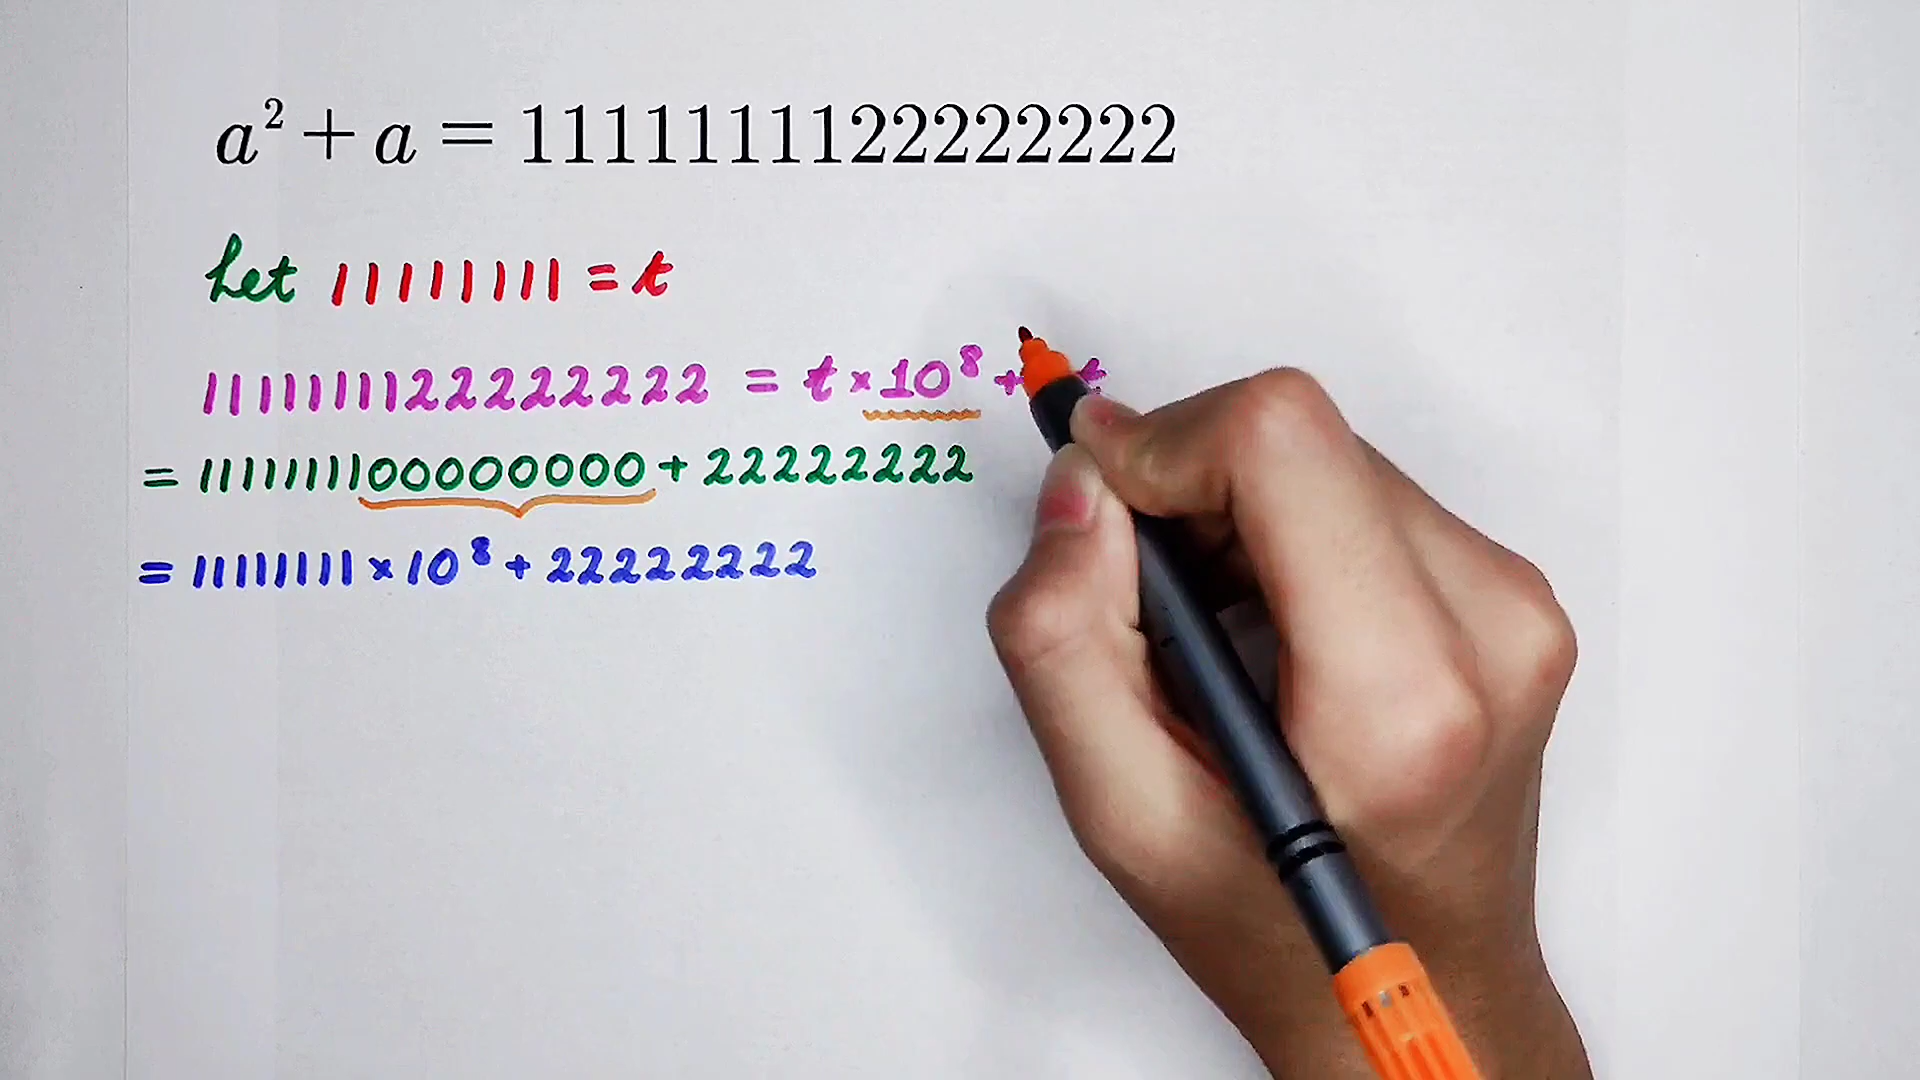 a² + a = 1111111122222222
Let 11111111 = t
1111111122222222 = t × 10⁸ + t
= 1111111100000000 + 22222222
= 11111111 × 10⁸ + 22222222